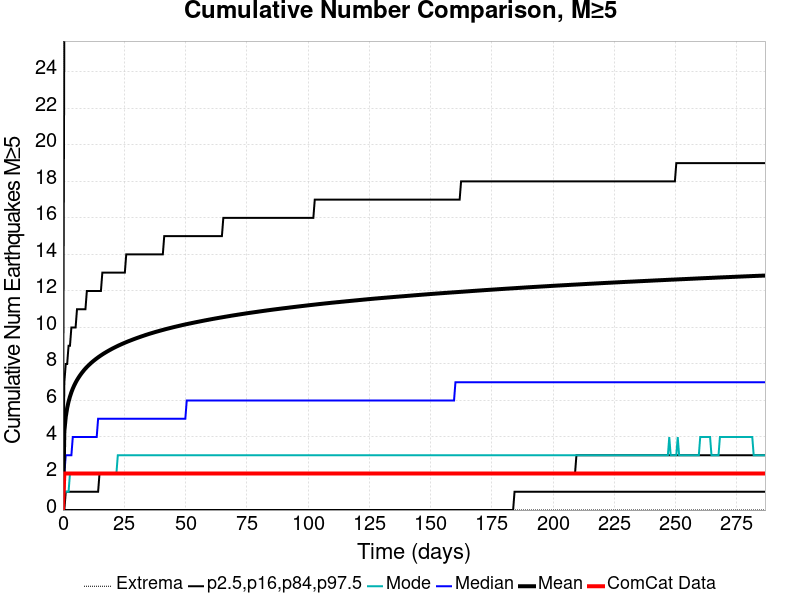 Cumulative Number Comparison, M≥5
Cumulative Num Earthquakes M≥5
24
22
20
18
16
14
12
10
8
6
4
2
0
0 25 50 75 100 125 150 175 200 225 250 275
Time (days)
Extrema p2.5,p16,p84,p97.5 Mode Median Mean ComCat Data